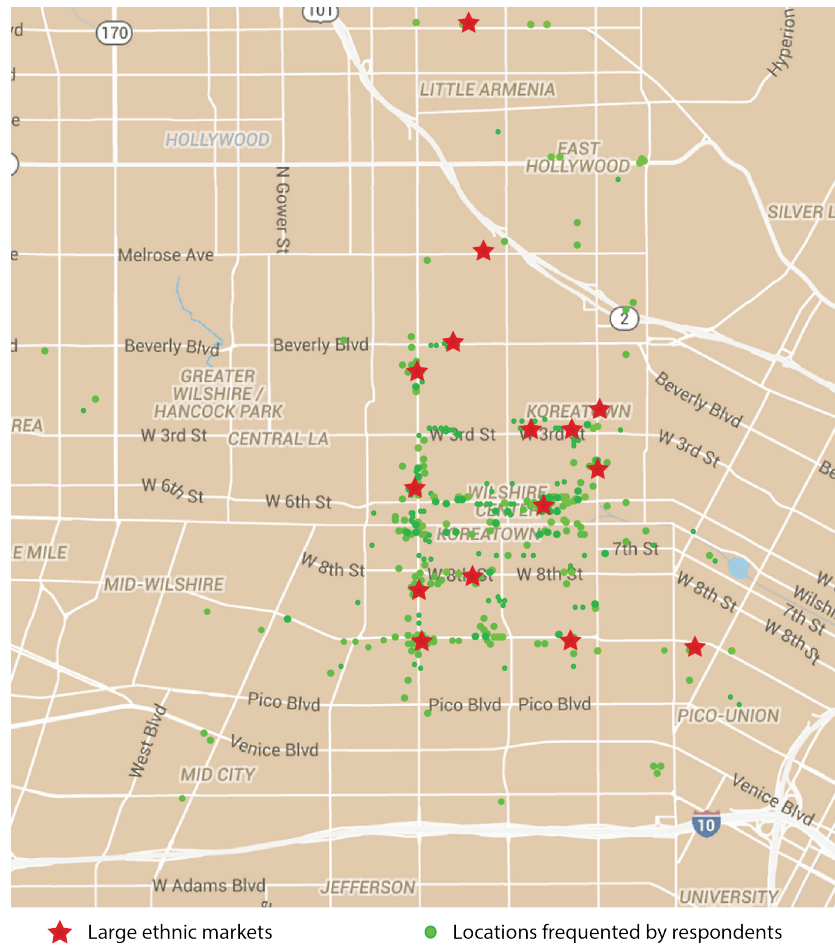 101
170
vd
Hyperion
d
LITTLE ARMENIA
e
HOLLYWOOD
EAST
HOLLYWOOD
N Gower St
SILVER L
e
Melrose Ave
2
d
Beverly Blvd
Beverly Blvd
GREATER
WILSHIRE /
HANCOCK PARK
Beverly Blvd
KOREATOWN
REA
W 3rd St
CENTRAL LA
W 3rd St
W 3rd St
W 3rd St
Be
W 6th St
W 6th St
WILSHIRE
CENTER
KOREATOWN
E MILE
7th St
W 8th St
W 8th St
W 8th St
MID-WILSHIRE
W 8th St
W
Wilshi
7th St
W 8th St
Pico Blvd
Pico Blvd
Pico Blvd
PICO-UNION
West Blvd
Venice Blvd
MID CITY
Venice Blvd
10
W Adams Blvd
JEFFERSON
UNIVERSITY
Large ethnic markets
Locations frequented by respondents